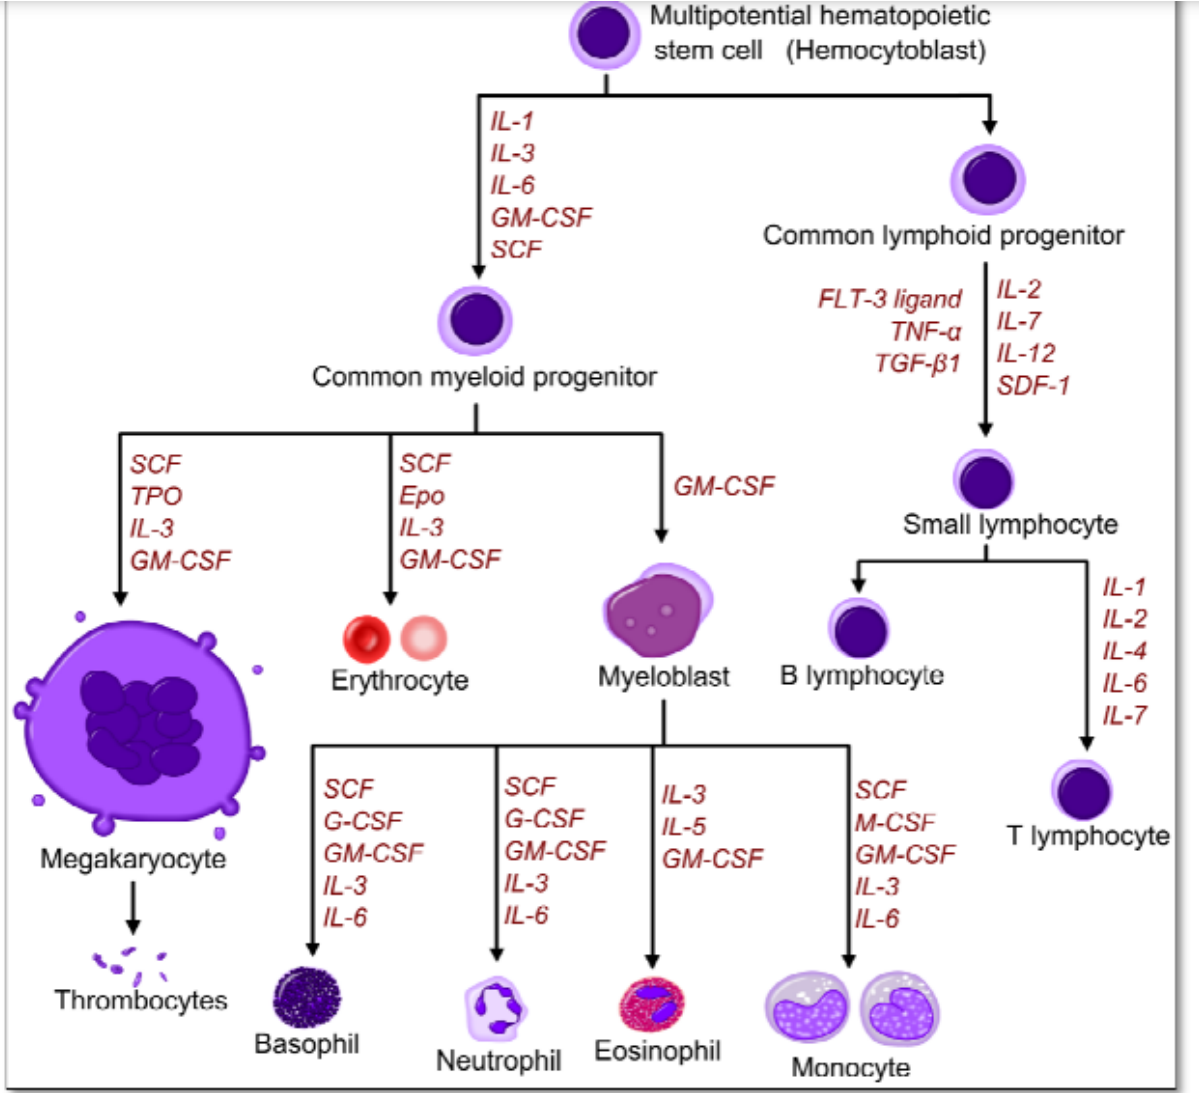 Multipotential hematopoietic
stem cell (Hemocytoblast)
IL-1
IL-3
IL-6
GM-CSF
SCF
Common lymphoid progenitor
Common myeloid progenitor
FLT-3 ligand
TNF-α
TGF-β1
IL-2
IL-7
IL-12
SDF-1
SCF
TPO
IL-3
GM-CSF
SCF
Epo
IL-3
GM-CSF
GM-CSF
Small lymphocyte
Megakaryocyte
Erythrocyte
Myeloblast
B lymphocyte
IL-1
IL-2
IL-4
IL-6
IL-7
T lymphocyte
Thrombocytes
SCF
G-CSF
GM-CSF
IL-3
IL-6
SCF
G-CSF
GM-CSF
IL-3
IL-6
IL-3
IL-5
GM-CSF
SCF
M-CSF
GM-CSF
IL-3
IL-6
Basophil
Neutrophil
Eosinophil
Monocyte